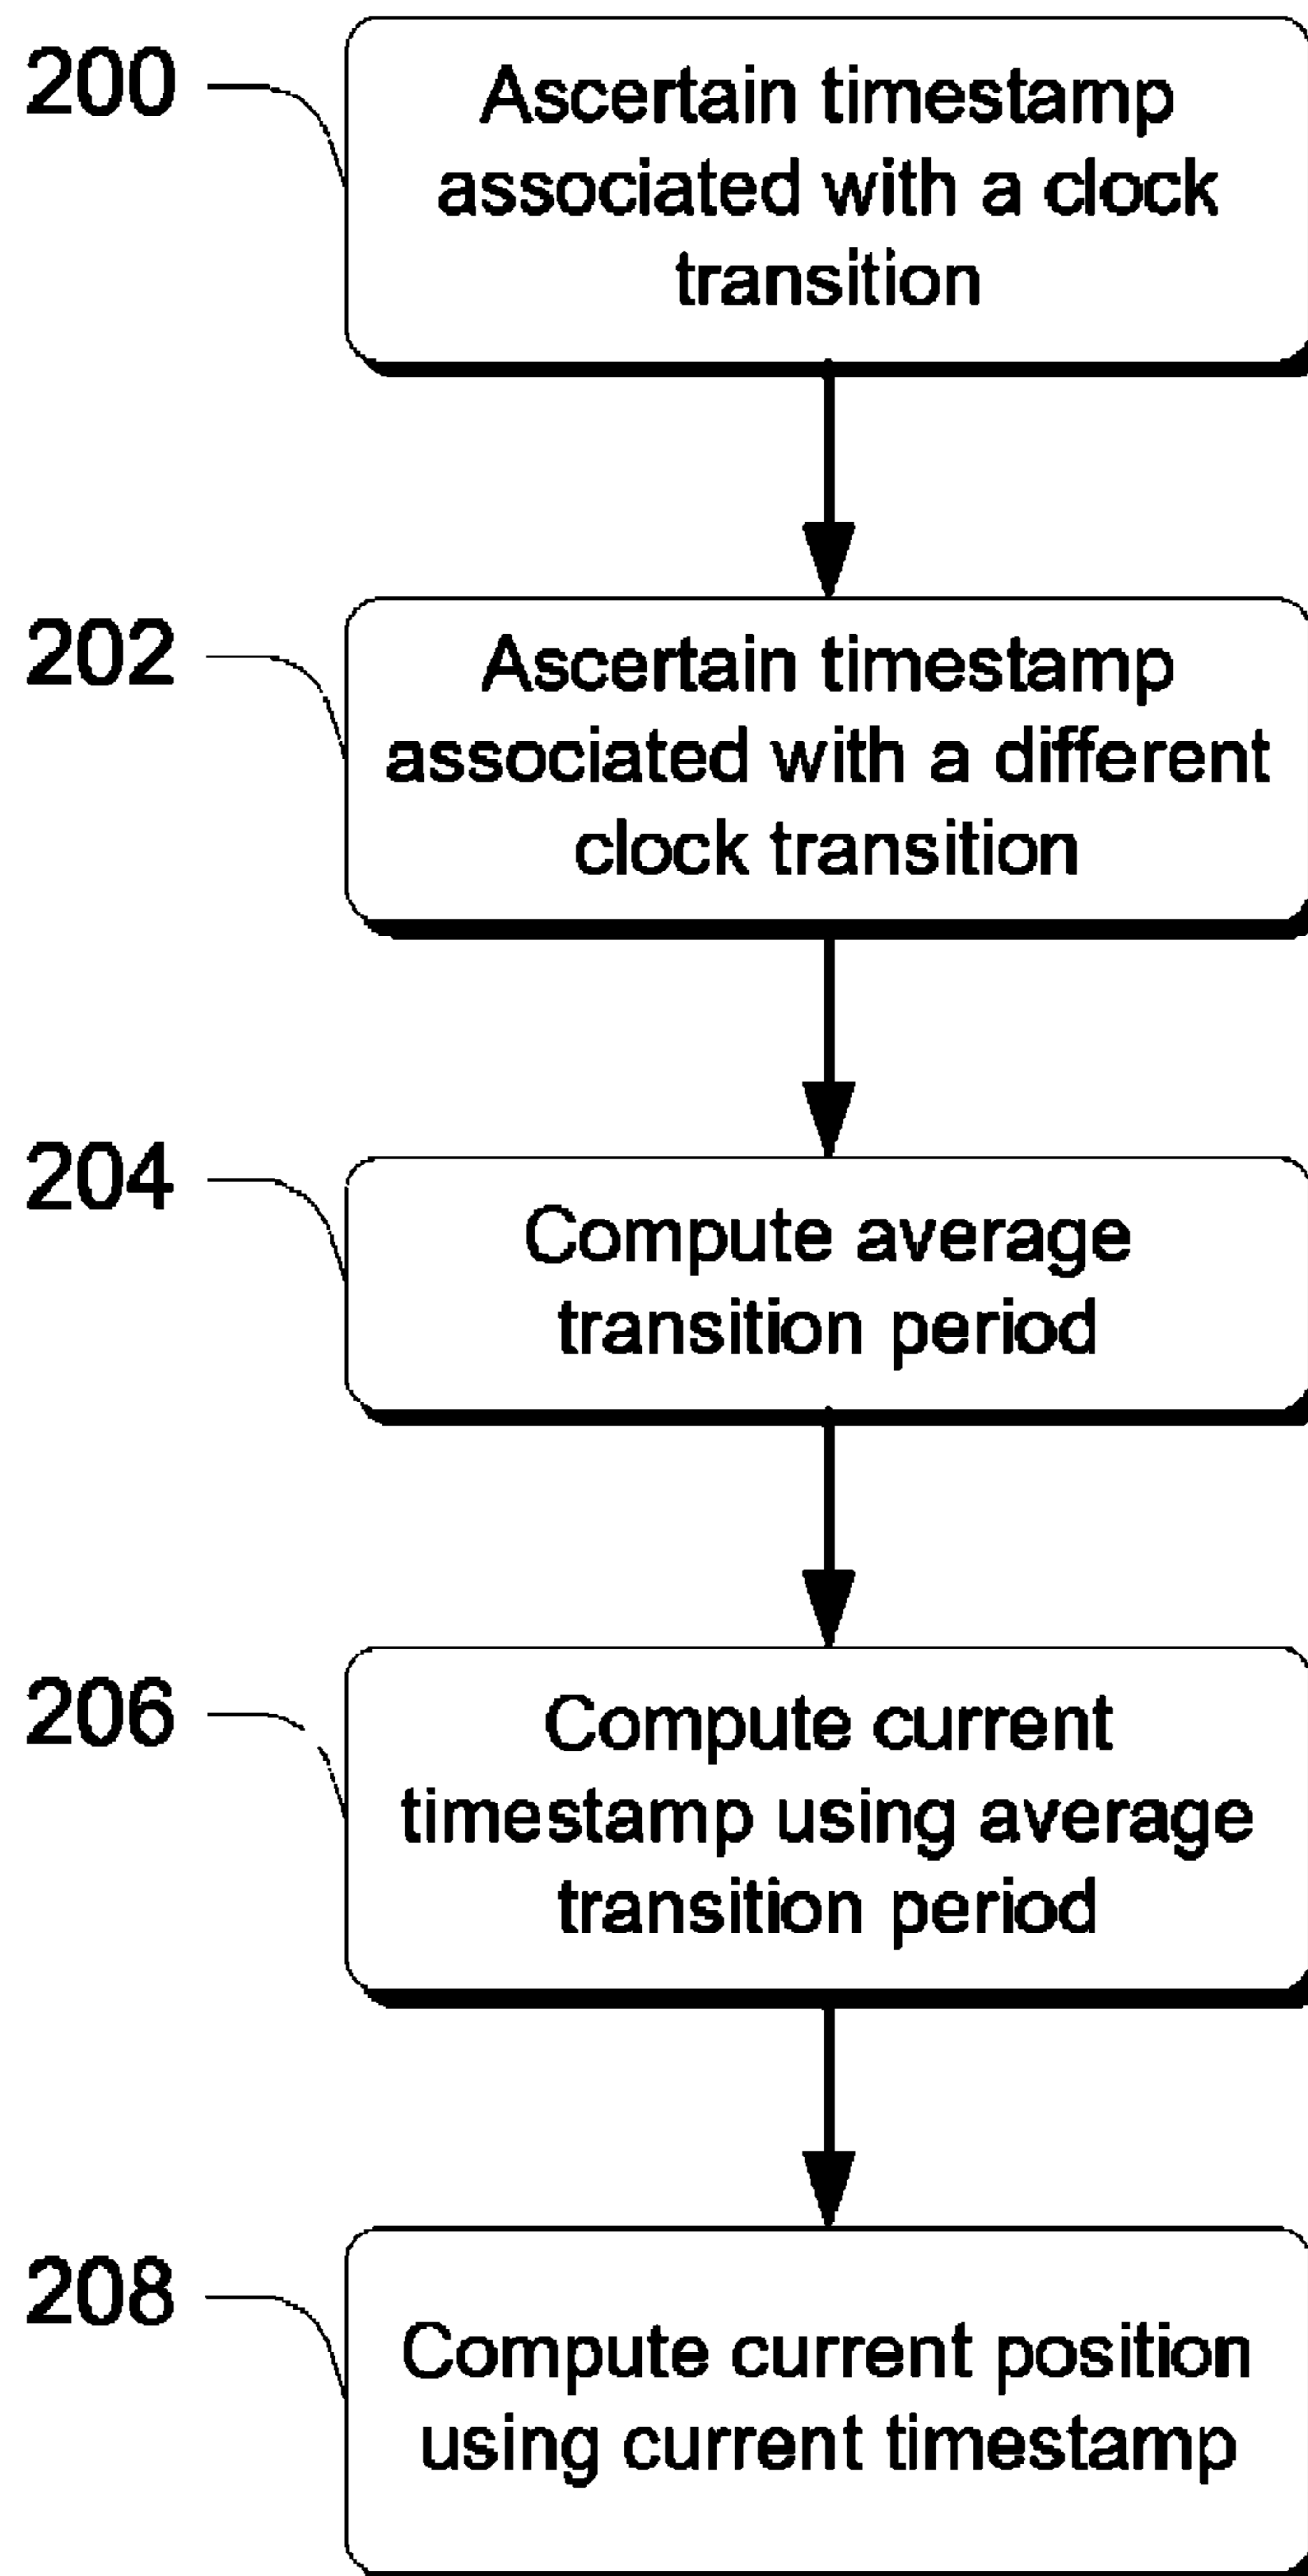 200
Ascertain timestamp
associated with a clock
transition
202
Ascertain timestamp
associated with a different
clock transition
204
Compute average
transition period
206
Compute current
timestamp using average
transition period
208
Compute current position
using current timestamp